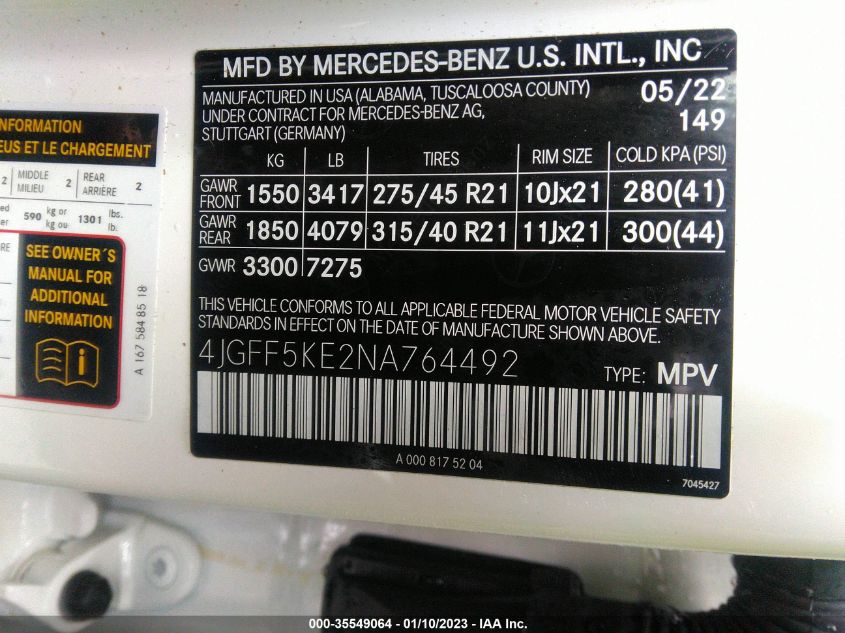 MFD BY MERCEDES-BENZ U.S. INTL., INC
MANUFACTURED IN USA (ALABAMA, TUSCALOOSA COUNTY) 05/22
UNDER CONTRACT FOR MERCEDES-BENZ AG, 149
STUTTGART (GERMANY)
KG LB TIRES RIM SIZE COLD KPA (PSI)
GAWR FRONT 1550 3417 275/45 R21 10Jx21 280(41)
GAWR REAR 1850 4079 315/40 R21 11Jx21 300(44)
GVWR 3300 7275
THIS VEHICLE CONFORMS TO ALL APPLICABLE FEDERAL MOTOR VEHICLE SAFETY
STANDARDS IN EFFECT ON THE DATE OF MANUFACTURE SHOWN ABOVE.
4JGFF5KE2NA764492 TYPE: MPV
A 000 817 52 04
7045427
ET LE CHARGEMENT
2 MIDDLE 2 REAR 2
MILIEU ARRIÈRE
590 kg or 1301 lbs.
kg ou lb.
SEE OWNER´S
MANUAL FOR
ADDITIONAL
INFORMATION
A 167 584 85 18
000-35549064 - 01/10/2023 - IAA Inc.